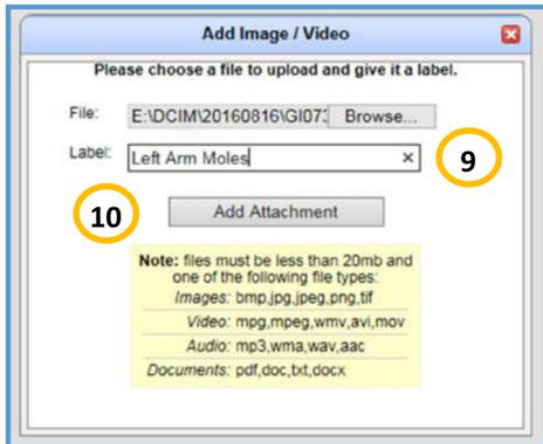 Add Image / Video
Please choose a file to upload and give it a label.
File: E:\DCIM\20160816\GI073 Browse...
Label: Left Arm Moles × 9
10 Add Attachment
Note: files must be less than 20mb and
one of the following file types:
Images: bmp,jpg,jpeg,png,tif
Video: mpg,mpeg,wmv,avi,mov
Audio: mp3,wma,wav,aac
Documents: pdf,doc,txt,docx